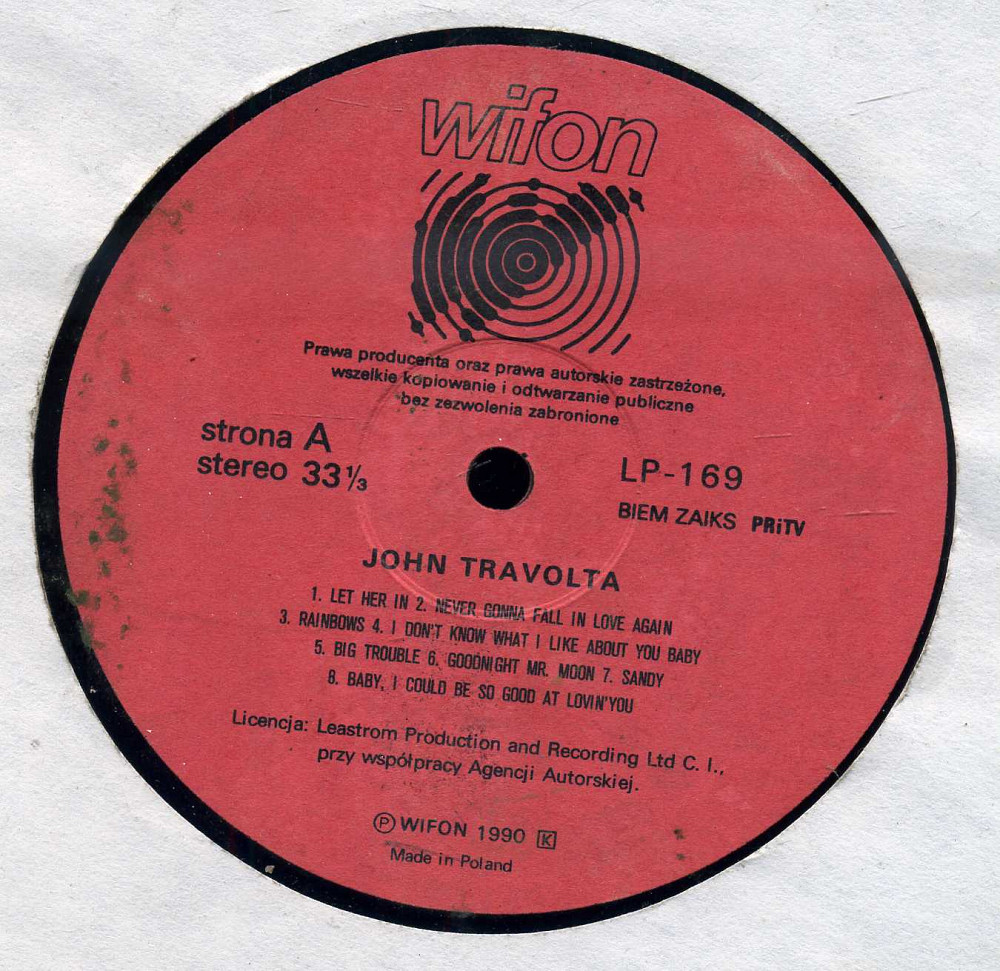 wifon
Prawa producenta oraz prawa autorskie zastrzeżone,
wszelkie kopiowanie i odtwarzanie publiczne
bez zezwolenia zabronione
strona A
stereo 33 ⅓
LP-169
BIEM ZAIKS PRiTV
JOHN TRAVOLTA
1. LET HER IN 2. NEVER GONNA FALL IN LOVE AGAIN
3. RAINBOWS 4. I DON'T KNOW WHAT I LIKE ABOUT YOU BABY
5. BIG TROUBLE 6. GOODNIGHT MR. MOON 7. SANDY
8. BABY, I COULD BE SO GOOD AT LOVIN'YOU
Licencja: Leastrom Production and Recording Ltd C. I.,
przy współpracy Agencji Autorskiej.
Ⓟ WIFON 1990 K
Made in Poland